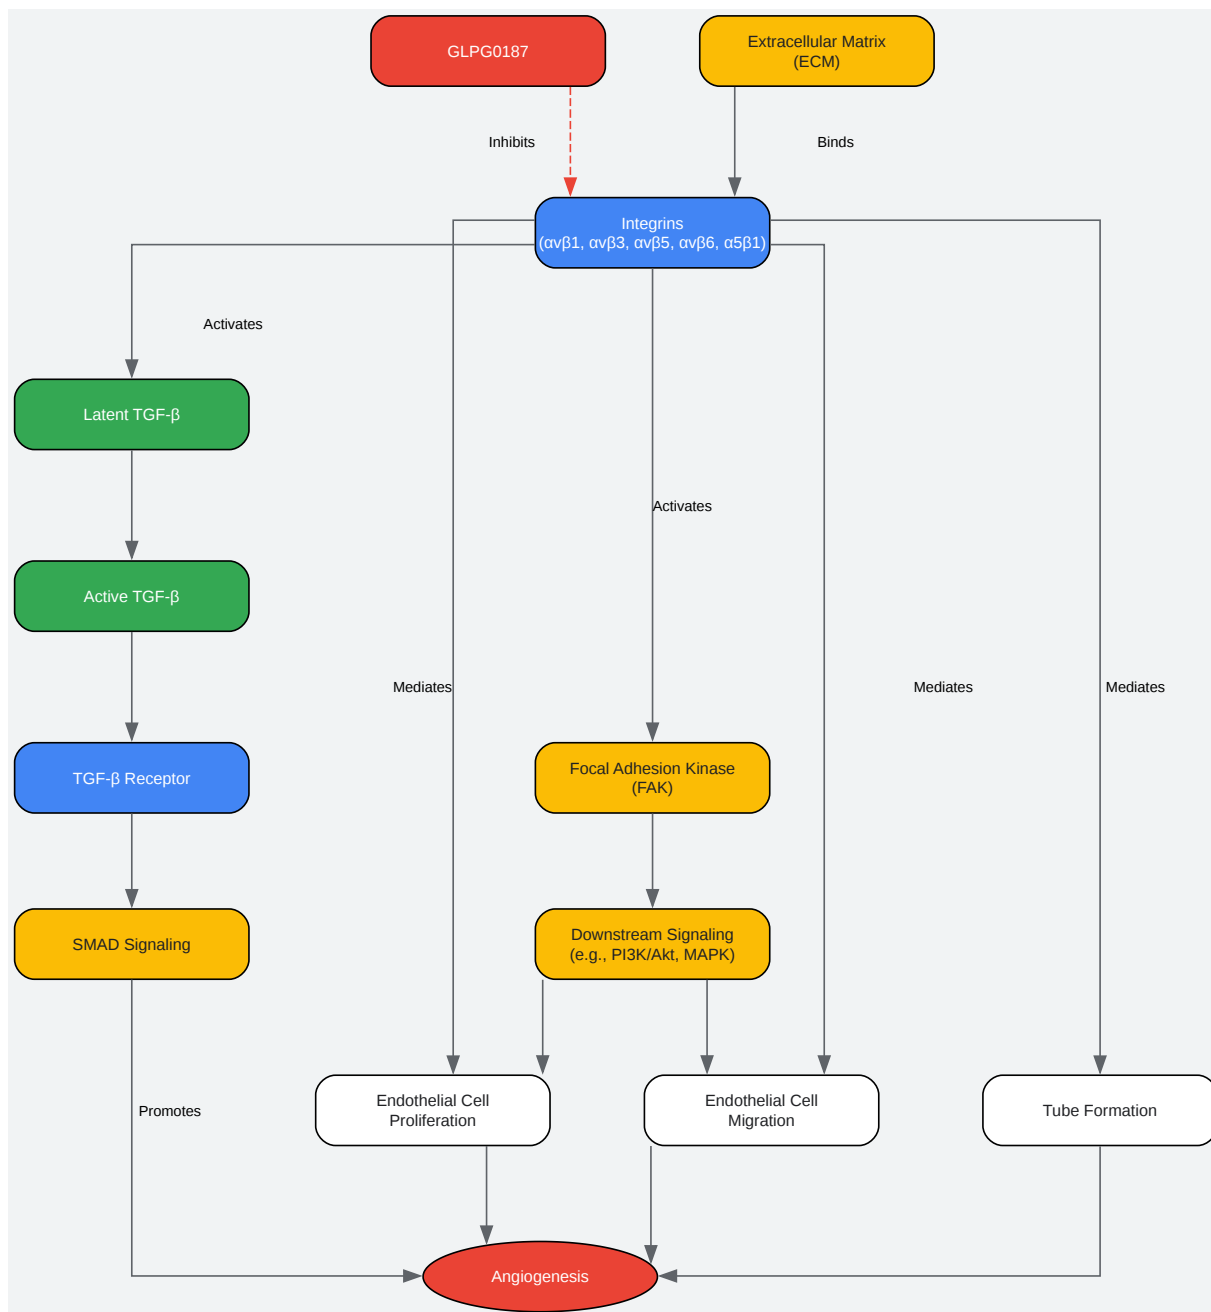 GLPG0187
Extracellular Matrix
(ECM)
Inhibits
Binds
Integrins
(αvβ1, αvβ3, αvβ5, αvβ6, α5β1)
Activates
Latent TGF-β
Activates
Active TGF-β
Mediates
Mediates
Mediates
TGF-β Receptor
Focal Adhesion Kinase
(FAK)
SMAD Signaling
Downstream Signaling
(e.g., PI3K/Akt, MAPK)
Promotes
Endothelial Cell
Proliferation
Endothelial Cell
Migration
Tube Formation
Angiogenesis